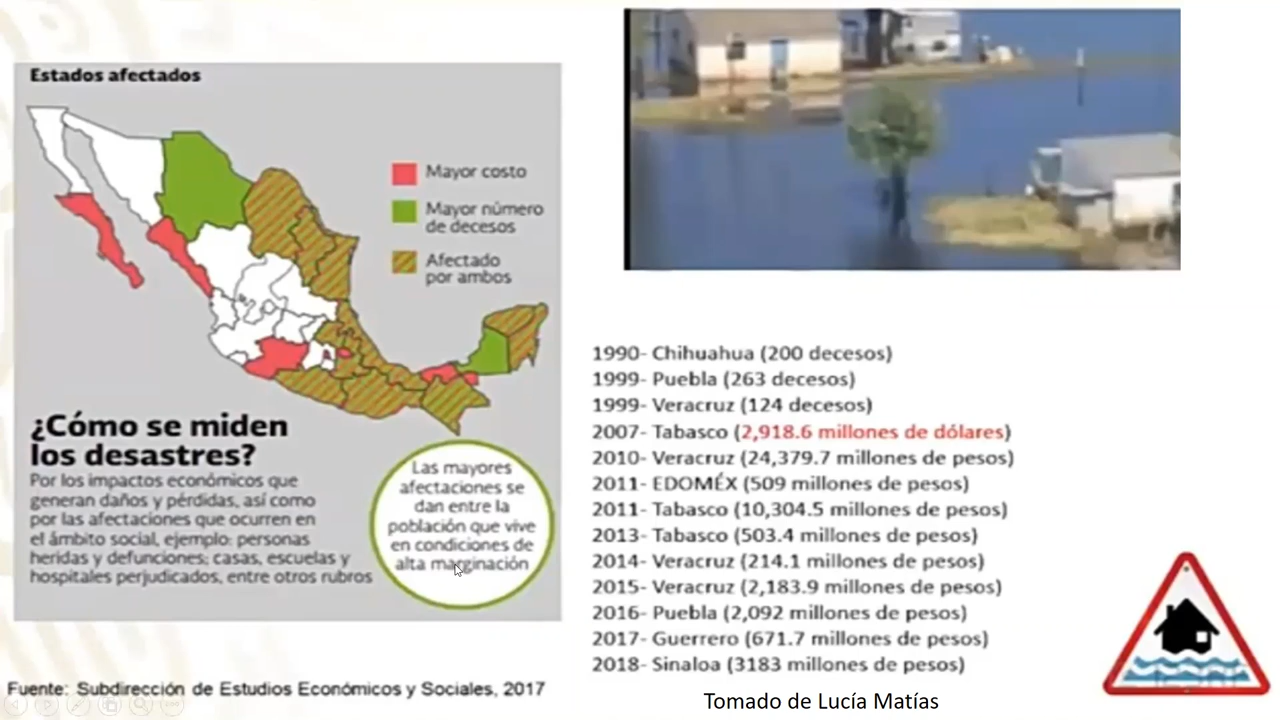 Estados afectados
Mayor costo
Mayor número
de decesos
Afectado
por ambos
¿Cómo se miden
los desastres?
Por los impactos económicos que
generan daños y pérdidas, así como
por las afectaciones que ocurren en
el ámbito social, ejemplo: personas
heridas y defunciones; casas, escuelas y
hospitales perjudicados, entre otros rubros
Las mayores
afectaciones se
dan entre la
población que vive
en condiciones de
alta marginación
Fuente: Subdirección de Estudios Económicos y Sociales, 2017
1990- Chihuahua (200 decesos)
1999- Puebla (263 decesos)
1999- Veracruz (124 decesos)
2007- Tabasco (2,918.6 millones de dólares)
2010- Veracruz (24,379.7 millones de pesos)
2011- EDOMÉX (509 millones de pesos)
2011- Tabasco (10,304.5 millones de pesos)
2013- Tabasco (503.4 millones de pesos)
2014- Veracruz (214.1 millones de pesos)
2015- Veracruz (2,183.9 millones de pesos)
2016- Puebla (2,092 millones de pesos)
2017- Guerrero (671.7 millones de pesos)
2018- Sinaloa (3183 millones de pesos)
Tomado de Lucía Matías